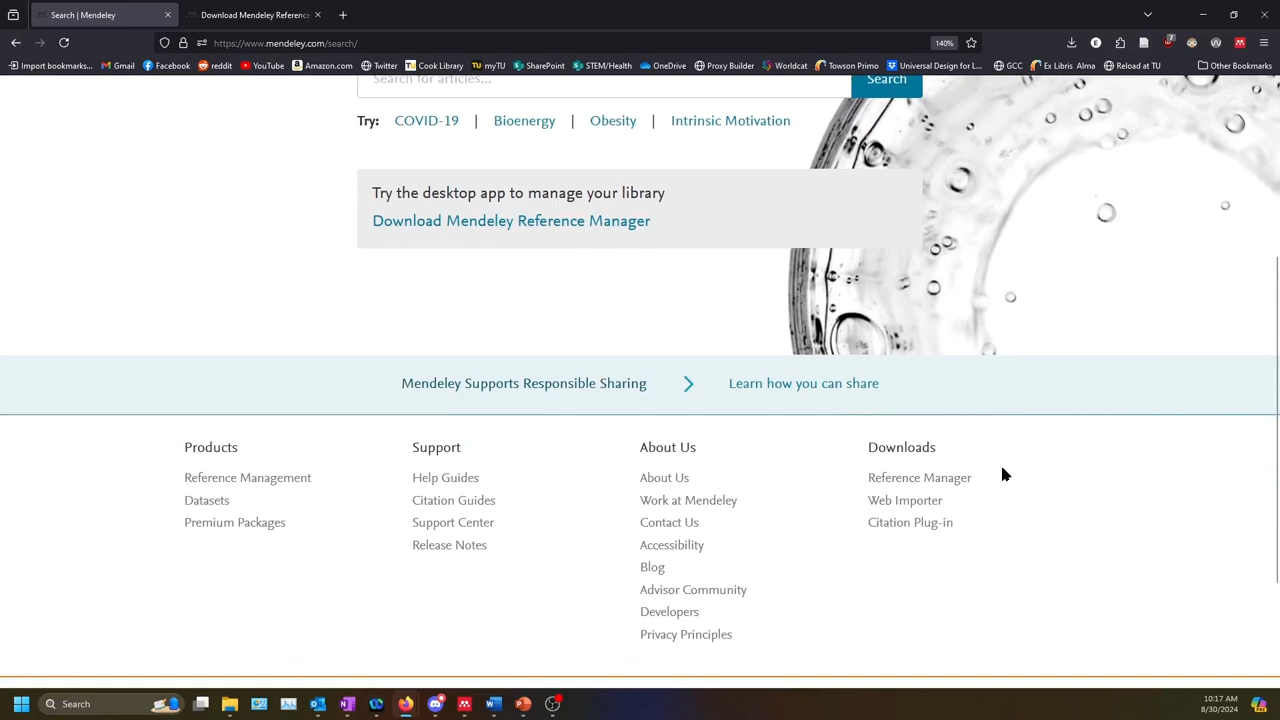 Search | Mendeley
Download Mendeley Reference
https://www.mendeley.com/search/
140%
7
Import bookmarks...
Gmail
Facebook
reddit
YouTube
Amazon.com
Twitter
Cook Library
myTU
SharePoint
STEM/Health
OneDrive
Proxy Builder
Worldcat
Towson Primo
Universal Design for L...
GCC
Ex Libris Alma
Reload at TU
Other Bookmarks
Search for articles...
Search
Try: COVID-19 | Bioenergy | Obesity | Intrinsic Motivation
Try the desktop app to manage your library
Download Mendeley Reference Manager
Mendeley Supports Responsible Sharing
Learn how you can share
Products
Reference Management
Datasets
Premium Packages
Support
Help Guides
Citation Guides
Support Center
Release Notes
About Us
About Us
Work at Mendeley
Contact Us
Accessibility
Blog
Advisor Community
Developers
Privacy Principles
Downloads
Reference Manager
Web Importer
Citation Plug-in
Search
10:17 AM
8/30/2024